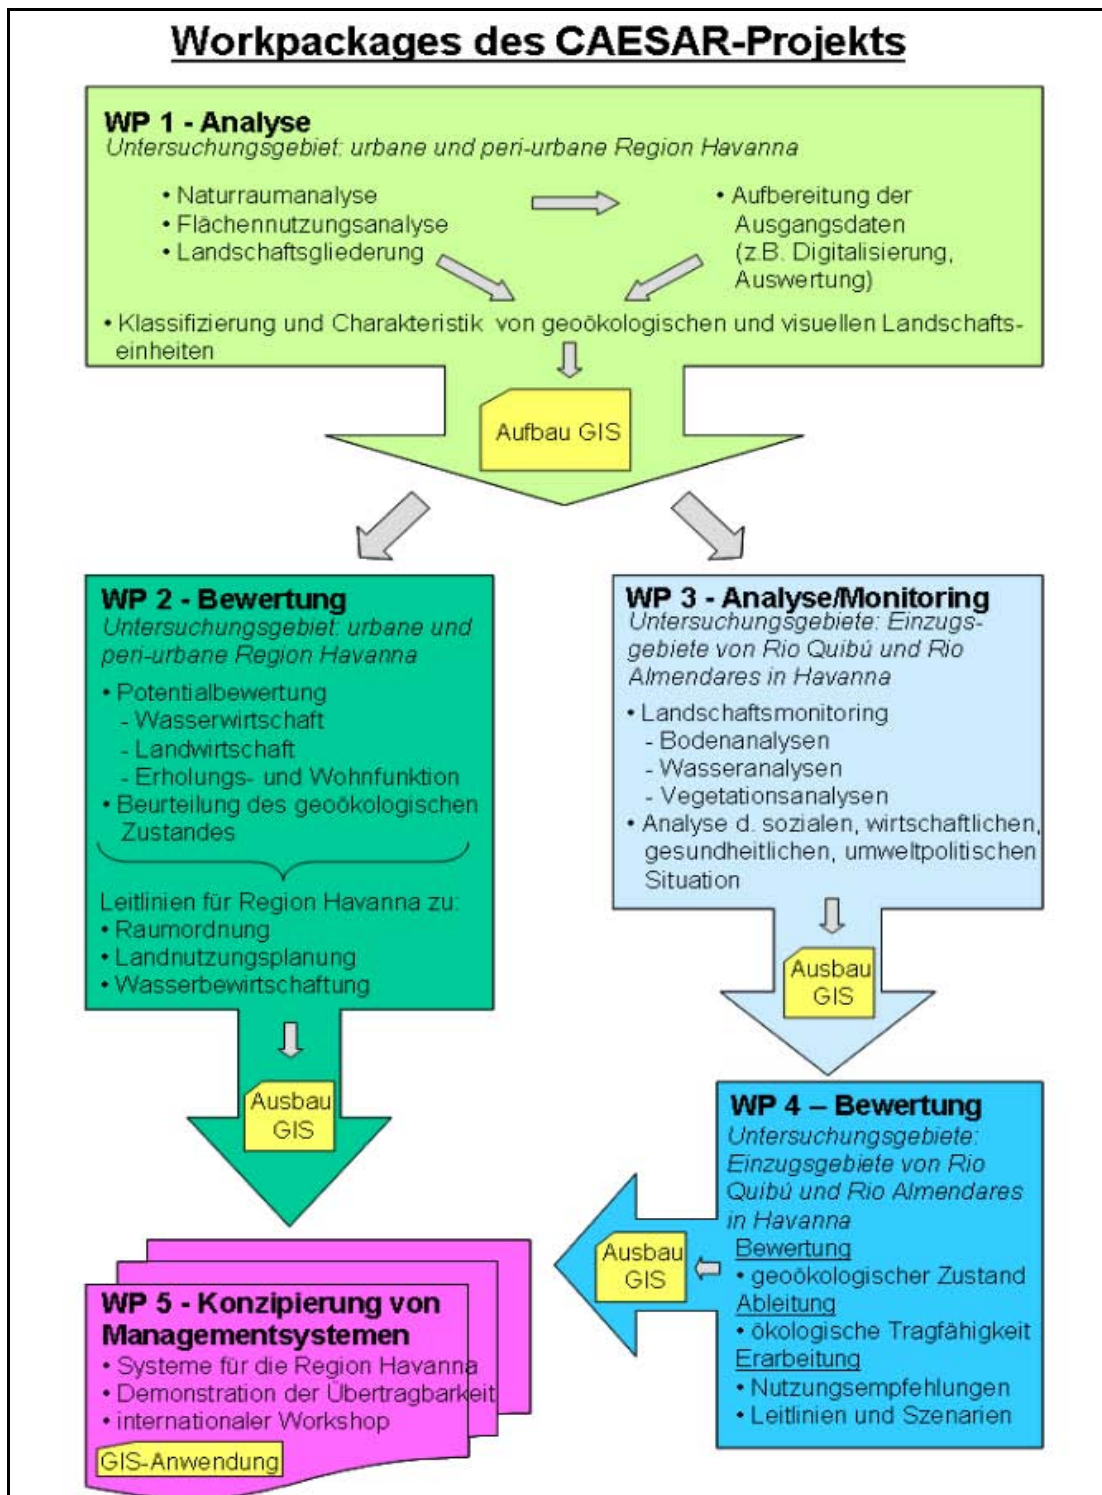 Workpackages des CAESAR-Projekts
WP 1 - Analyse
Untersuchungsgebiet: urbane und peri-urbane Region Havanna
• Naturraumanalyse
• Flächennutzungsanalyse
• Landschaftsgliederung
• Aufbereitung der
Ausgangsdaten
(z.B. Digitalisierung,
Auswertung)
• Klassifizierung und Charakteristik von geoökologischen und visuellen Landschafts-
einheiten
Aufbau GIS
WP 2 - Bewertung
Untersuchungsgebiet: urbane und
peri-urbane Region Havanna
• Potentialbewertung
- Wasserwirtschaft
- Landwirtschaft
- Erholungs- und Wohnfunktion
• Beurteilung des geoökologischen
Zustandes
Leitlinien für Region Havanna zu:
• Raumordnung
• Landnutzungsplanung
• Wasserbewirtschaftung
Ausbau
GIS
WP 3 - Analyse/Monitoring
Untersuchungsgebiete: Einzugs-
gebiete von Rio Quibú und Rio
Almendares in Havanna
• Landschaftsmonitoring
- Bodenanalysen
- Wasseranalysen
- Vegetationsanalysen
• Analyse d. sozialen, wirtschaftlichen,
gesundheitlichen, umweltpolitischen
Situation
Ausbau
GIS
WP 4 – Bewertung
Untersuchungsgebiete:
Einzugsgebiete von Rio
Quibú und Rio Almendares
in Havanna
Bewertung
• geoökologischer Zustand
Ableitung
• ökologische Tragfähigkeit
Erarbeitung
• Nutzungsempfehlungen
• Leitlinien und Szenarien
Ausbau
GIS
WP 5 - Konzipierung von
Managementsystemen
• Systeme für die Region Havanna
• Demonstration der Übertragbarkeit
• internationaler Workshop
GIS-Anwendung